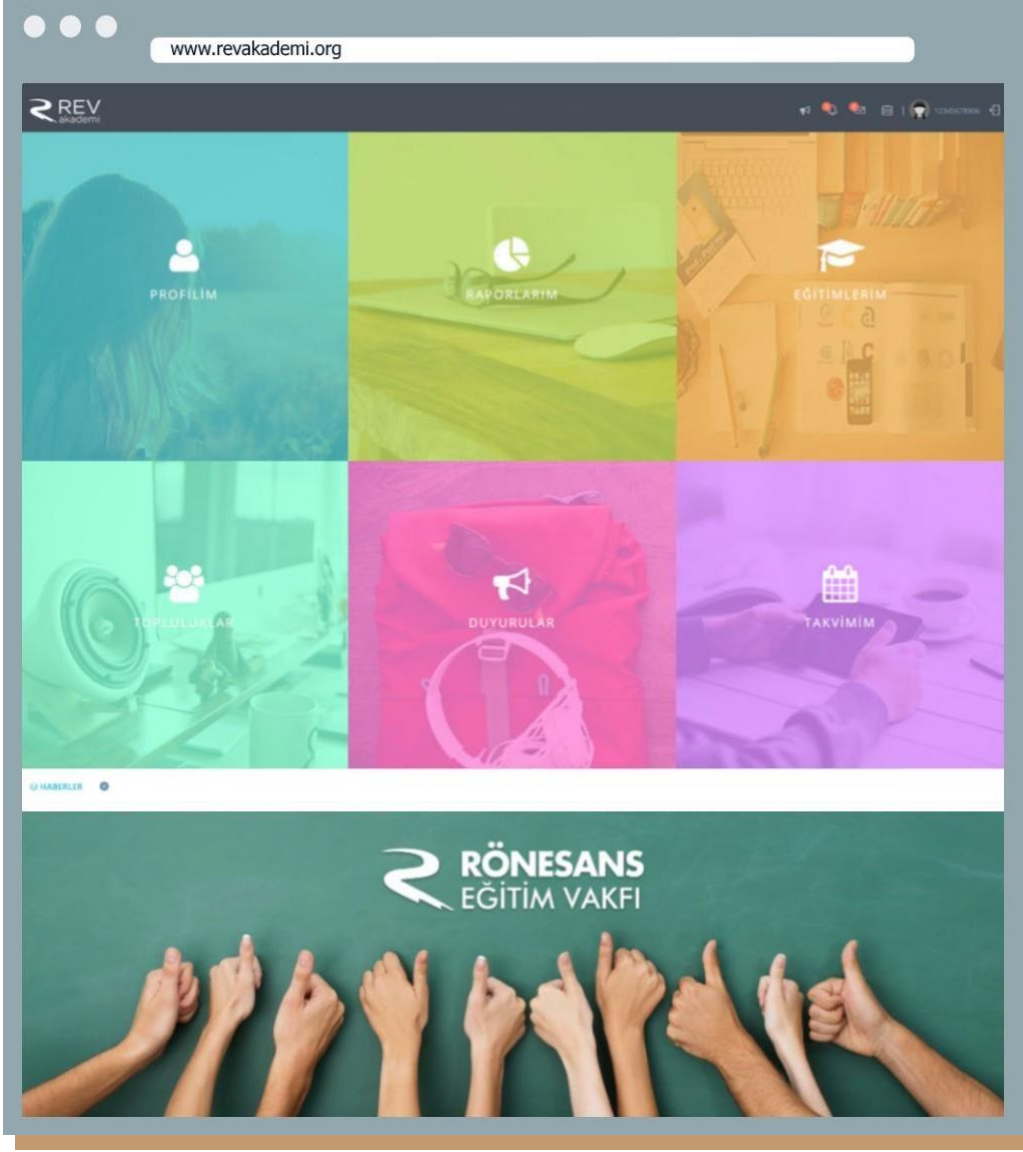 www.revakademi.org
REV
akademi
12345678906
PROFİLİM
RAPORLARIM
EĞİTİMLERİM
TOPLULUKLAR
DUYURULAR
TAKVİMİM
HABERLER
RÖNESANS
EĞİTİM VAKFI